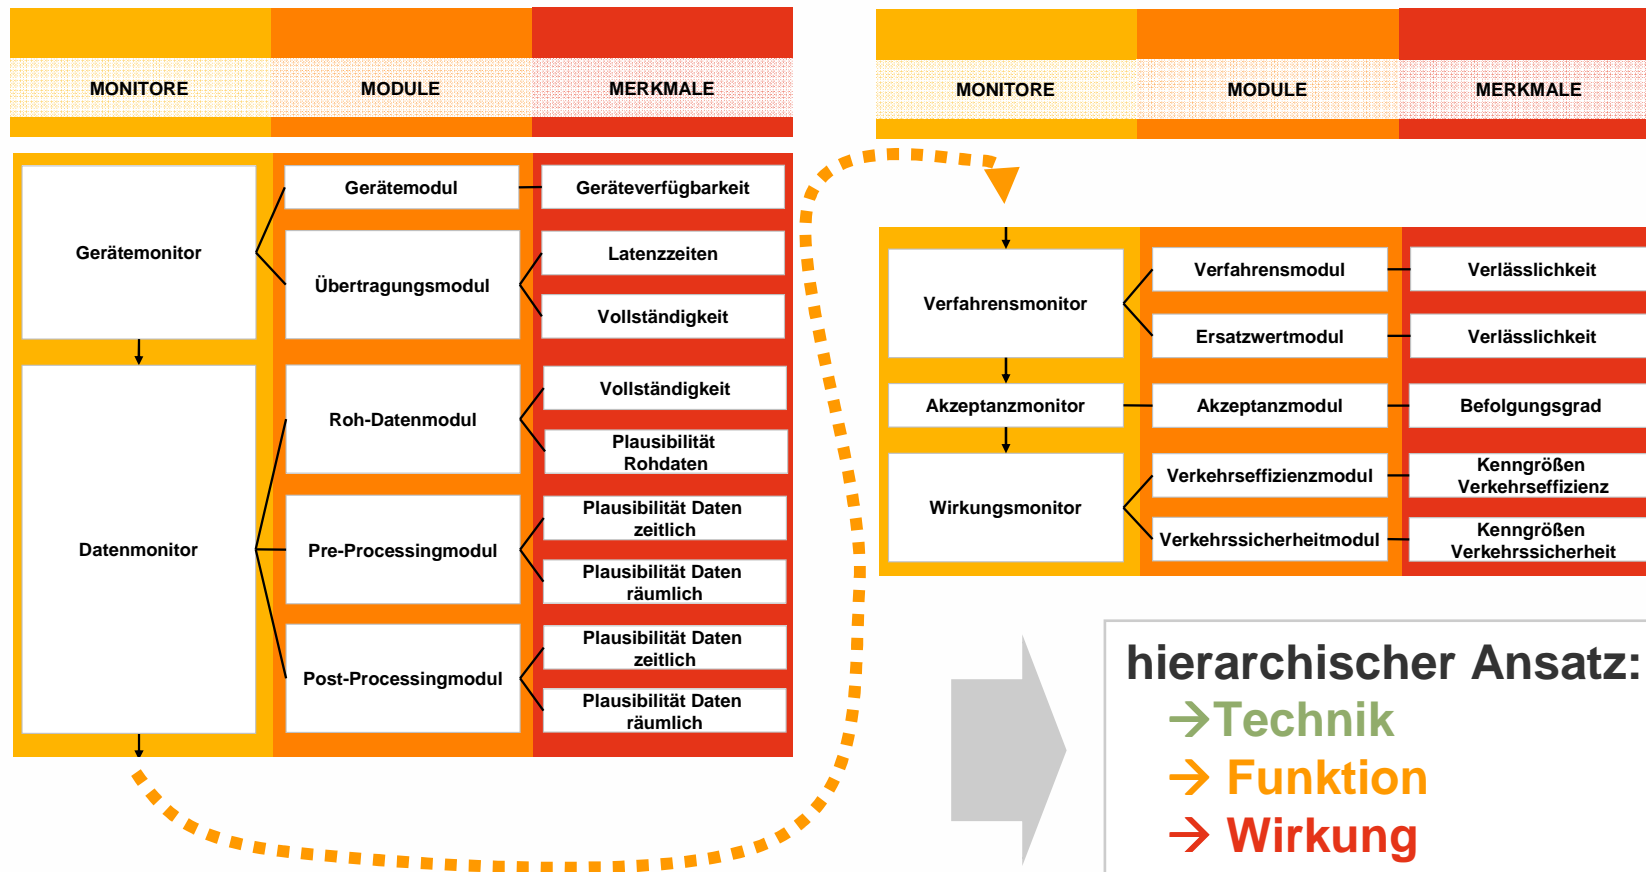 MONITORE
MODULE
MERKMALE
Gerätemonitor
Gerätemodul
Geräteverfügbarkeit
Übertragungsmodul
Latenzzeiten
Vollständigkeit
Datenmonitor
Roh-Datenmodul
Vollständigkeit
Plausibilität
Rohdaten
Pre-Processingmodul
Plausibilität Daten
zeitlich
Plausibilität Daten
räumlich
Post-Processingmodul
Plausibilität Daten
zeitlich
Plausibilität Daten
räumlich
MONITORE
MODULE
MERKMALE
Verfahrensmonitor
Verfahrensmodul
Verlässlichkeit
Ersatzwertmodul
Verlässlichkeit
Akzeptanzmonitor
Akzeptanzmodul
Befolgungsgrad
Wirkungsmonitor
Verkehrseffizienzmodul
Kenngrößen
Verkehrseffizienz
Verkehrssicherheitmodul
Kenngrößen
Verkehrssicherheit
hierarchischer Ansatz:
→Technik
→ Funktion
→ Wirkung